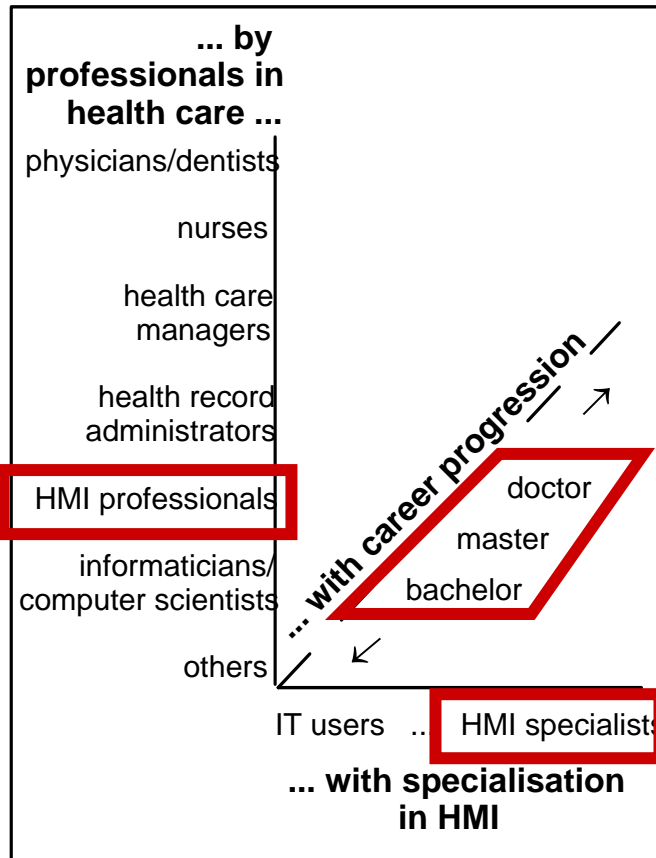 ... by
professionals in
health care ...
physicians/dentists
nurses
health care
managers
health record
administrators
HMI professionals
informaticians/
computer scientists
others
... with career progression
doctor
master
bachelor
IT users ... HMI specialists
... with specialisation
in HMI